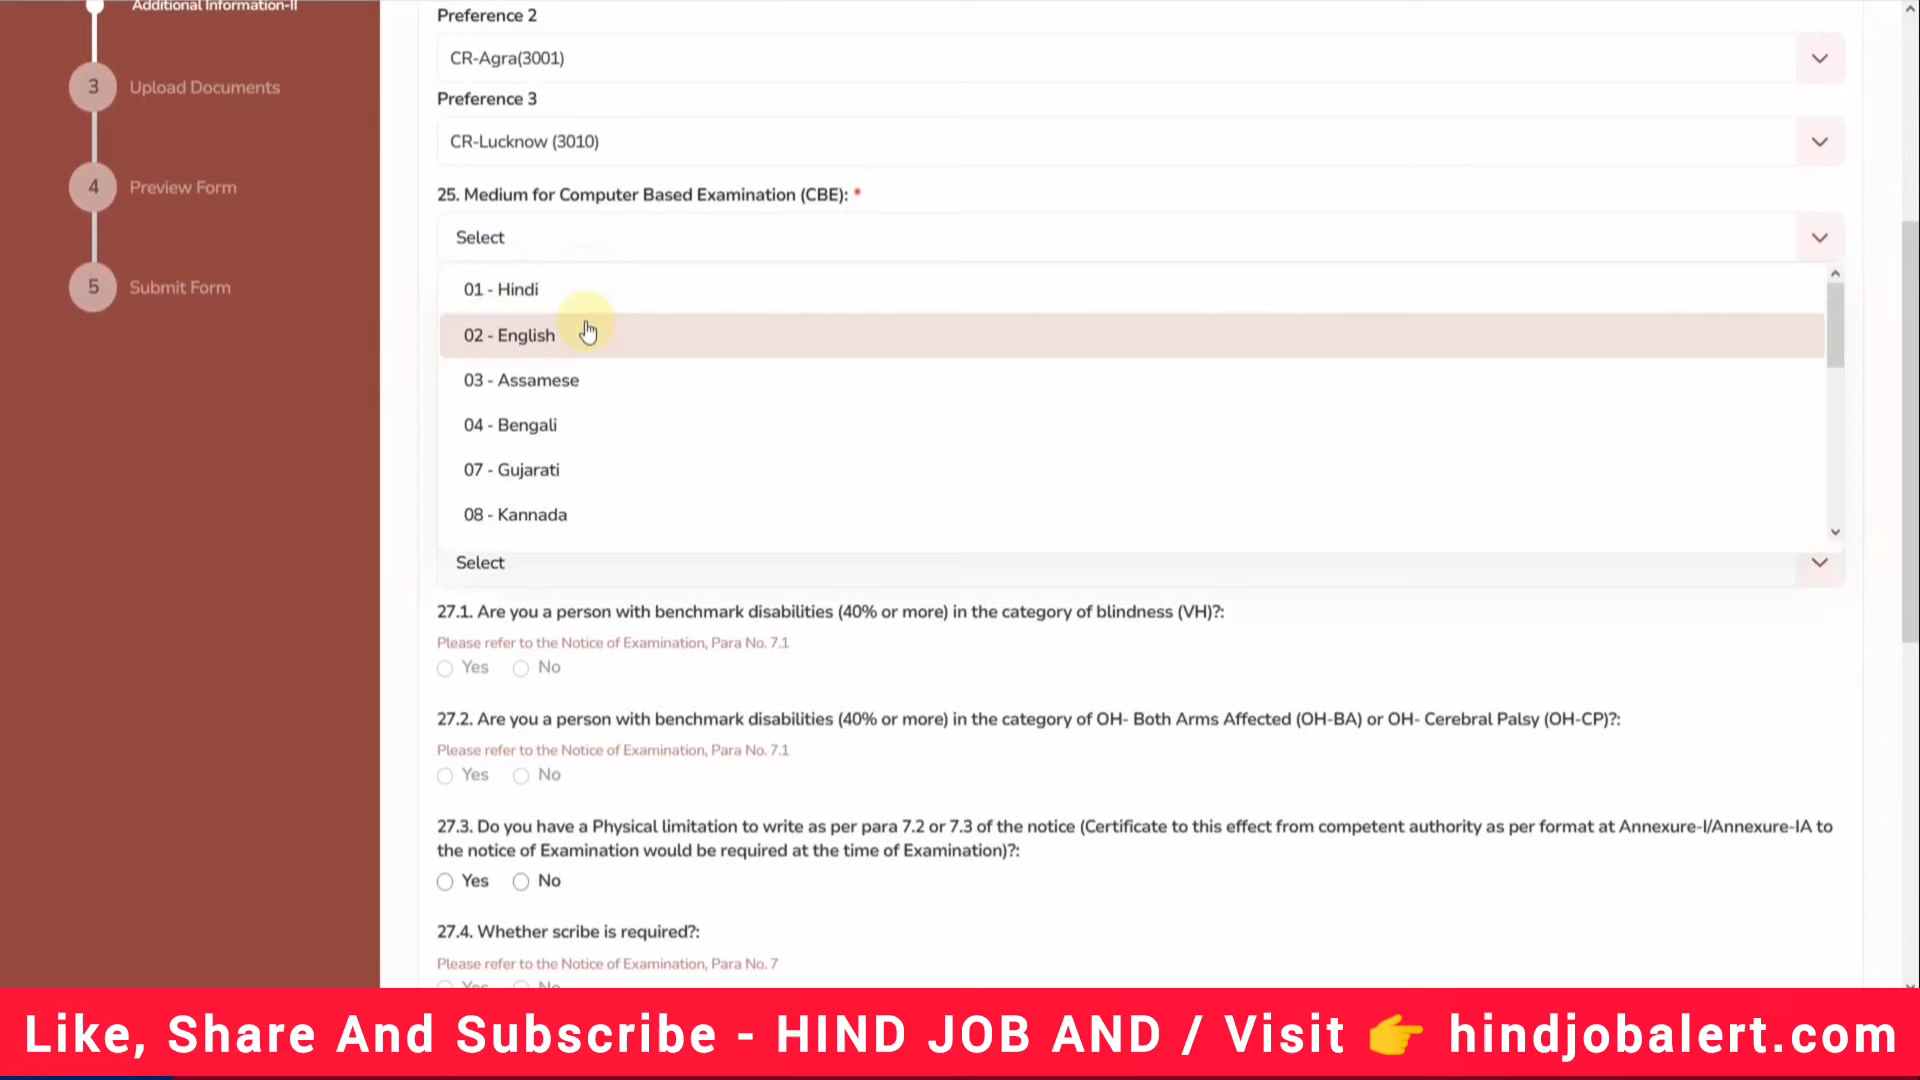 Additional Information-II
3 Upload Documents
4 Preview Form
5 Submit Form
Preference 2
CR-Agra(3001)
Preference 3
CR-Lucknow (3010)
25. Medium for Computer Based Examination (CBE): *
Select
01 - Hindi
02 - English
03 - Assamese
04 - Bengali
07 - Gujarati
08 - Kannada
Select
27.1. Are you a person with benchmark disabilities (40% or more) in the category of blindness (VH)?:
Please refer to the Notice of Examination, Para No. 7.1
Yes No
27.2. Are you a person with benchmark disabilities (40% or more) in the category of OH- Both Arms Affected (OH-BA) or OH- Cerebral Palsy (OH-CP)?:
Please refer to the Notice of Examination, Para No. 7.1
Yes No
27.3. Do you have a Physical limitation to write as per para 7.2 or 7.3 of the notice (Certificate to this effect from competent authority as per format at Annexure-I/Annexure-IA to
the notice of Examination would be required at the time of Examination)?:
Yes No
27.4. Whether scribe is required?:
Please refer to the Notice of Examination, Para No. 7
Yes No
Like, Share And Subscribe - HIND JOB AND / Visit 👉 hindjobalert.com